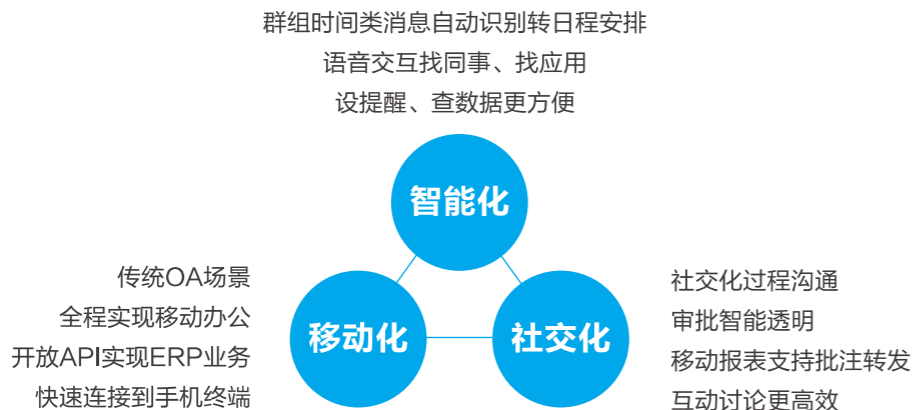 群组时间类消息自动识别转日程安排
语音交互找同事、找应用
设提醒、查数据更方便
智能化
传统OA场景
全程实现移动办公
开放API实现ERP业务
快速连接到手机终端
移动化
社交化
社交化过程沟通
审批智能透明
移动报表支持批注转发
互动讨论更高效